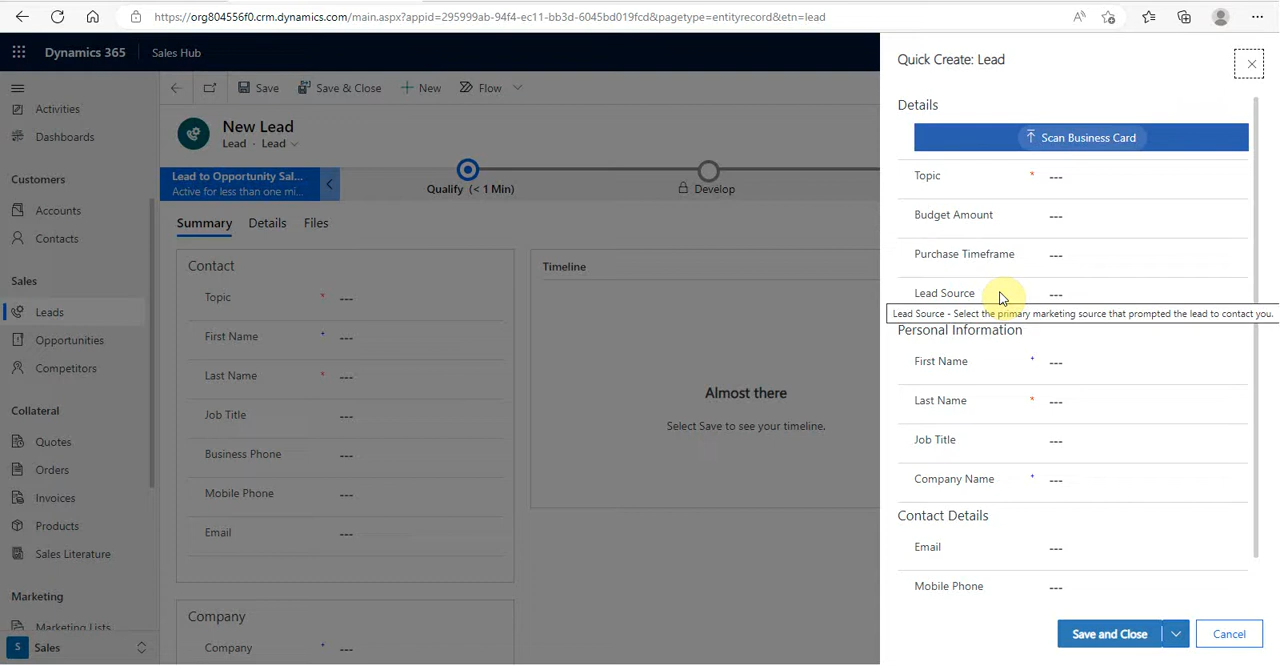 https://org804556f0.crm.dynamics.com/main.aspx?appid=295999ab-94f4-ec11-bb3d-6045bd019fcd&pagetype=entityrecord&etn=lead
Dynamics 365
Sales Hub
Save
Save & Close
New
Flow
Activities
Dashboards
Customers
Accounts
Contacts
Sales
Leads
Opportunities
Competitors
Collateral
Quotes
Orders
Invoices
Products
Sales Literature
Marketing
Marketing Lists
S Sales
New Lead
Lead · Lead
Lead to Opportunity Sal...
Active for less than one mi...
Qualify (< 1 Min)
Develop
Summary
Details
Files
Contact
Topic * ---
First Name + ---
Last Name * ---
Job Title ---
Business Phone ---
Mobile Phone ---
Email ---
Company
Company + ---
Timeline
Almost there
Select Save to see your timeline.
Quick Create: Lead
Details
Scan Business Card
Topic * ---
Budget Amount ---
Purchase Timeframe ---
Lead Source ---
Lead Source - Select the primary marketing source that prompted the lead to contact you.
Personal Information
First Name + ---
Last Name * ---
Job Title ---
Company Name + ---
Contact Details
Email ---
Mobile Phone ---
Save and Close
Cancel